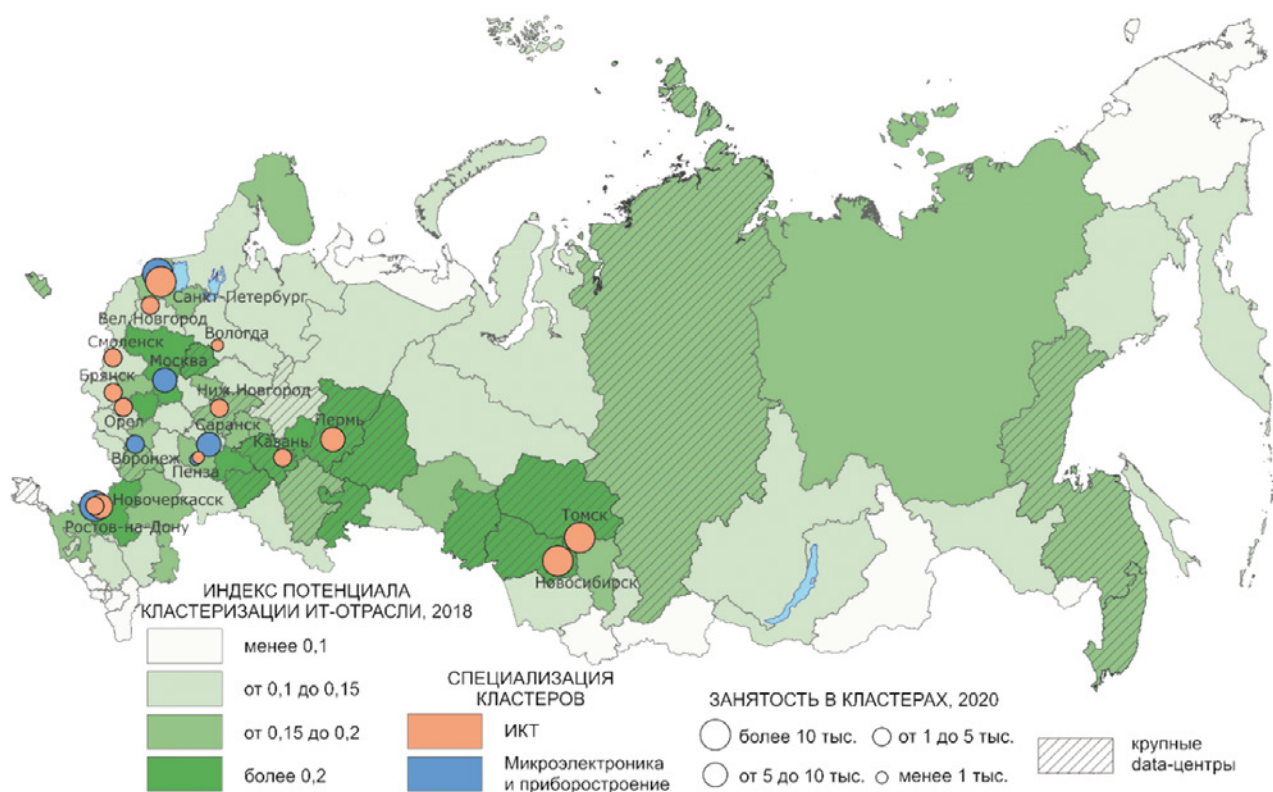 Санкт-Петербург
Вел.Новгород
Вологда
Смоленск
Москва
Брянск
Ниж.Новгород
Орел
Саранск
Пермь
Казань
Воронеж
Пенза
Новочеркасск
Ростов-на-Дону
Томск
Новосибирск
ИНДЕКС ПОТЕНЦИАЛА
КЛАСТЕРИЗАЦИИ ИТ-ОТРАСЛИ, 2018
менее 0,1
от 0,1 до 0,15
от 0,15 до 0,2
более 0,2
СПЕЦИАЛИЗАЦИЯ
КЛАСТЕРОВ
ИКТ
Микроэлектроника
и приборостроение
ЗАНЯТОСТЬ В КЛАСТЕРАХ, 2020
более 10 тыс.
от 1 до 5 тыс.
от 5 до 10 тыс.
менее 1 тыс.
крупные
data-центры